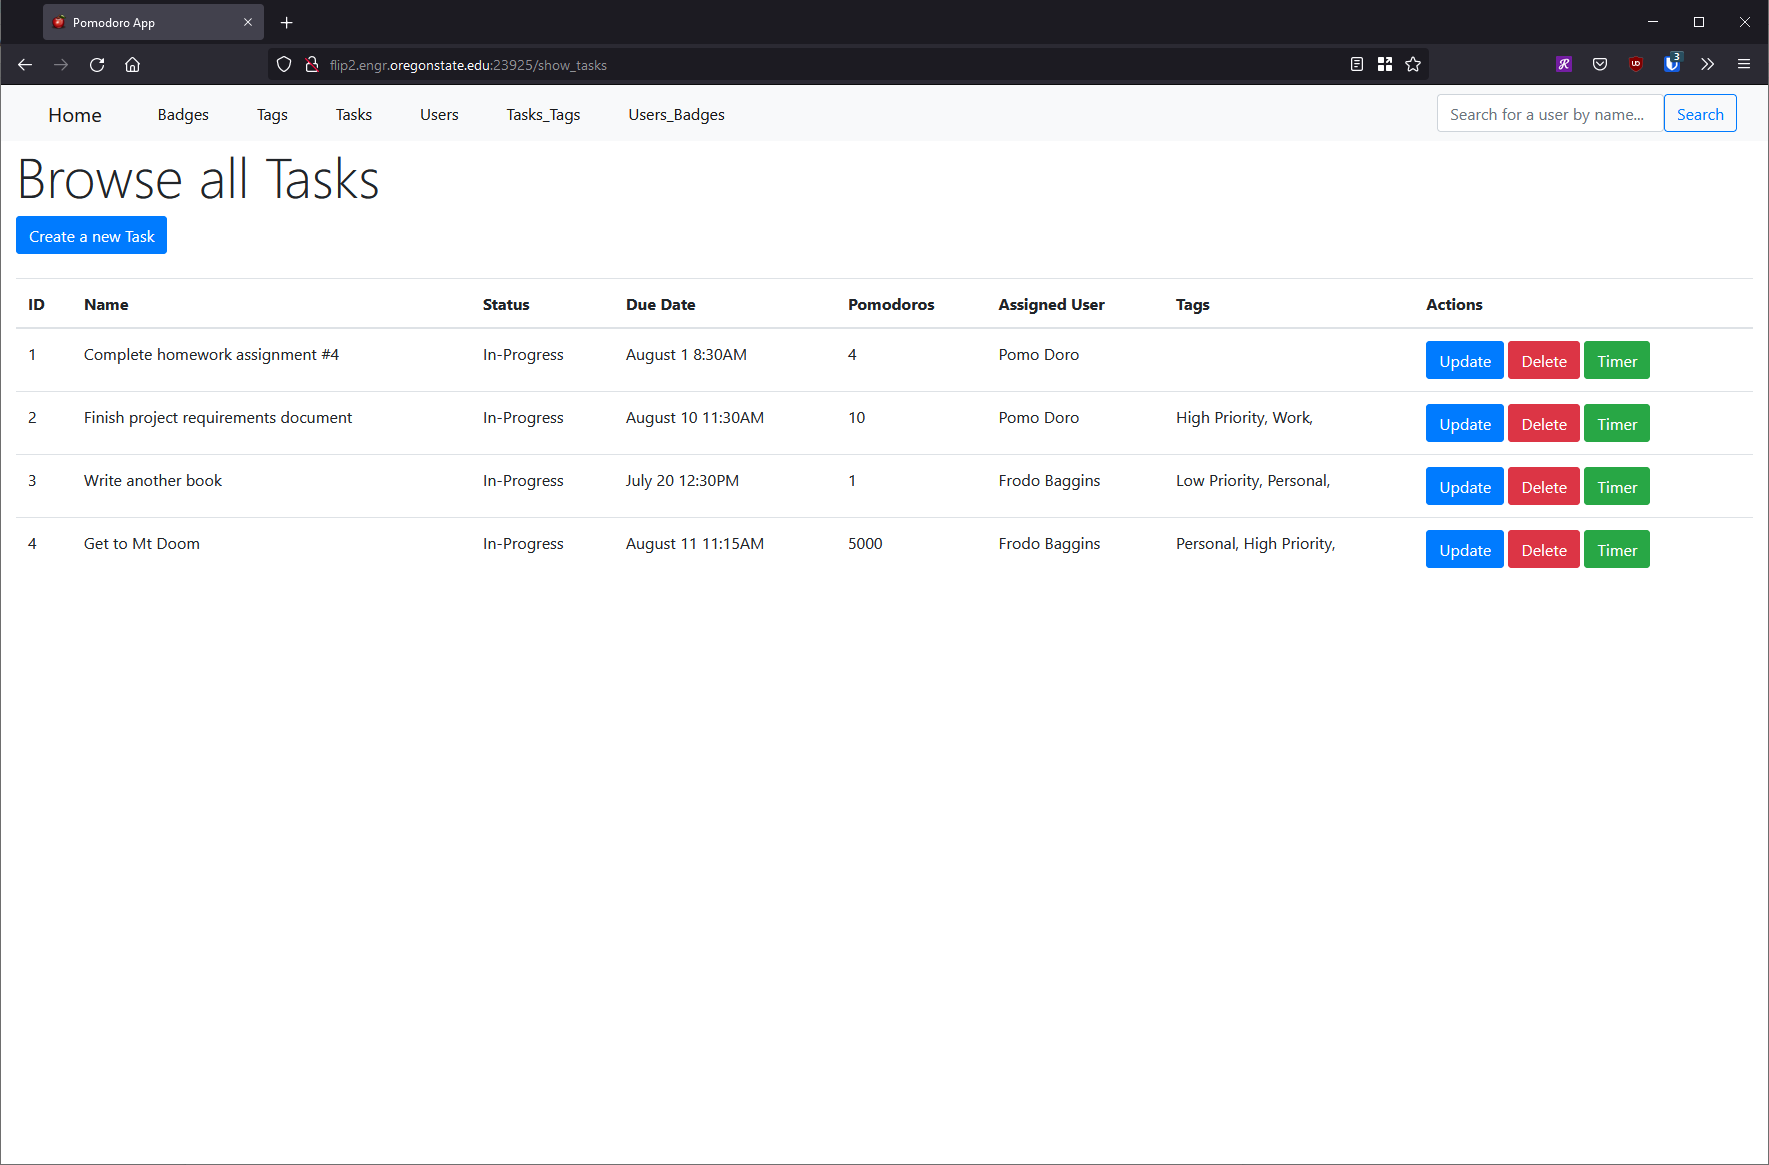 Pomodoro App
flip2.engr.oregonstate.edu:23925/show_tasks
3
Home Badges Tags Tasks Users Tasks_Tags Users_Badges Search for a user by name... Search
Browse all Tasks
Create a new Task
ID Name Status Due Date Pomodoros Assigned User Tags Actions
1 Complete homework assignment #4 In-Progress August 1 8:30AM 4 Pomo Doro Update Delete Timer
2 Finish project requirements document In-Progress August 10 11:30AM 10 Pomo Doro High Priority, Work, Update Delete Timer
3 Write another book In-Progress July 20 12:30PM 1 Frodo Baggins Low Priority, Personal, Update Delete Timer
4 Get to Mt Doom In-Progress August 11 11:15AM 5000 Frodo Baggins Personal, High Priority, Update Delete Timer